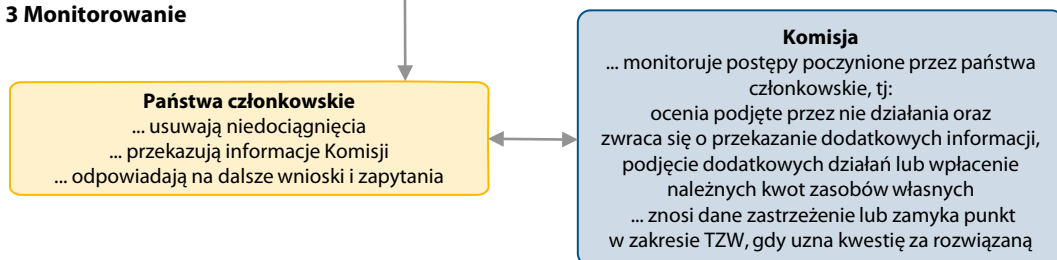 3 Monitorowanie
Państwa członkowskie
... usuwają niedociągnięcia
... przekazują informacje Komisji
... odpowiadają na dalsze wnioski i zapytania
Komisja
... monitoruje postępy poczynione przez państwa
członkowskie, tj:
ocenia podjęte przez nie działania oraz
zwraca się o przekazanie dodatkowych informacji,
podjęcie dodatkowych działań lub wpłacenie
należnych kwot zasobów własnych
... znosi dane zastrzeżenie lub zamyka punkt
w zakresie TZW, gdy uzna kwestię za rozwiązaną